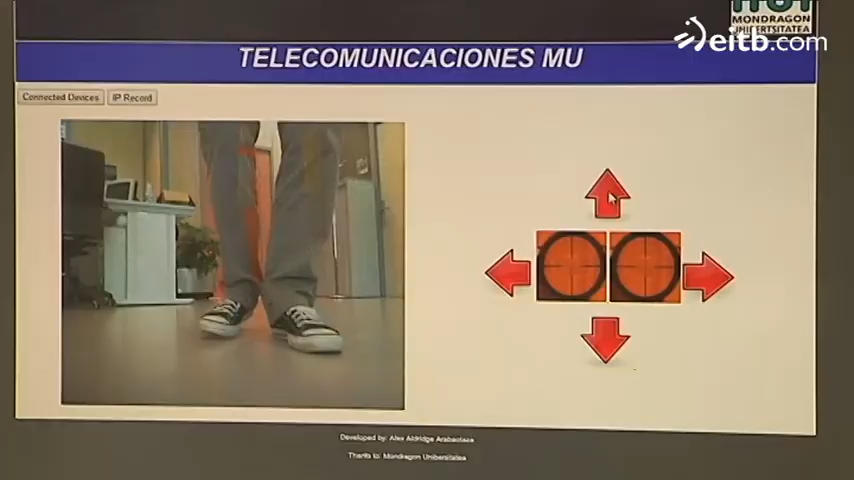 MONDRAGON
UNIBERTSITATEA
eitb.com
TELECOMUNICACIONES MU
Connected Devices
IP Record
Developed by: Alex Aldridge Arabaolaza
Thanks to: Mondragon Unibertsitatea